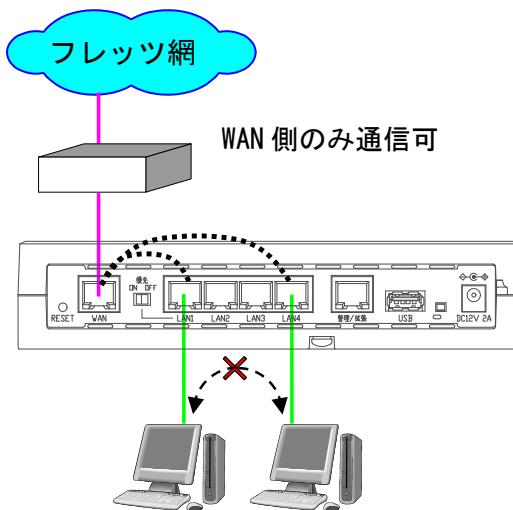 フレッツ網
WAN 側のみ通信可
優先
ON OFF
RESET
WAN
LAN1
LAN2
LAN3
LAN4
管理/拡張
USB
DC12V 2A